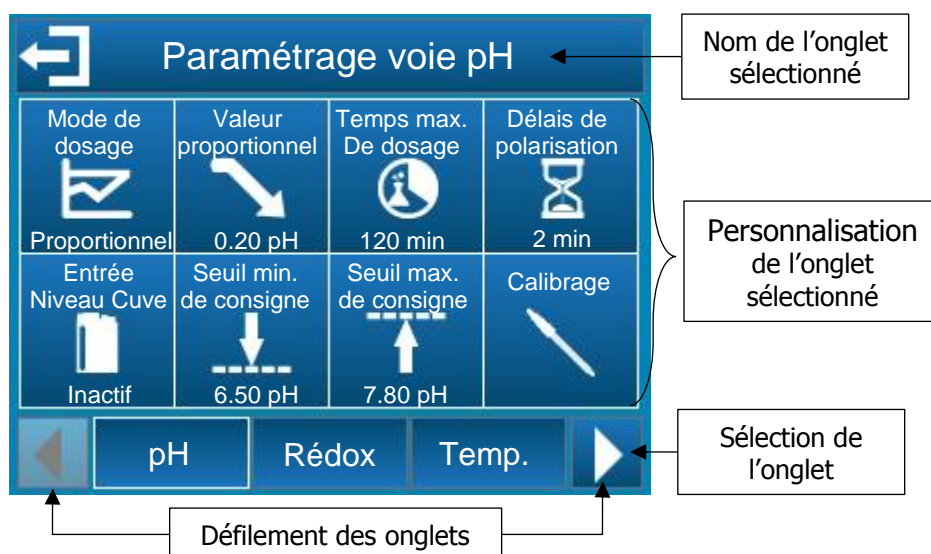 Paramétrage voie pH
Nom de l'onglet
sélectionné
Mode de
dosage
Proportionnel
Valeur
proportionnel
0.20 pH
Temps max.
De dosage
120 min
Délais de
polarisation
2 min
Entrée
Niveau Cuve
Inactif
Seuil min.
de consigne
6.50 pH
Seuil max.
de consigne
7.80 pH
Calibrage
Personnalisation
de l'onglet
sélectionné
pH
Rédox
Temp.
Sélection de
l'onglet
Défilement des onglets